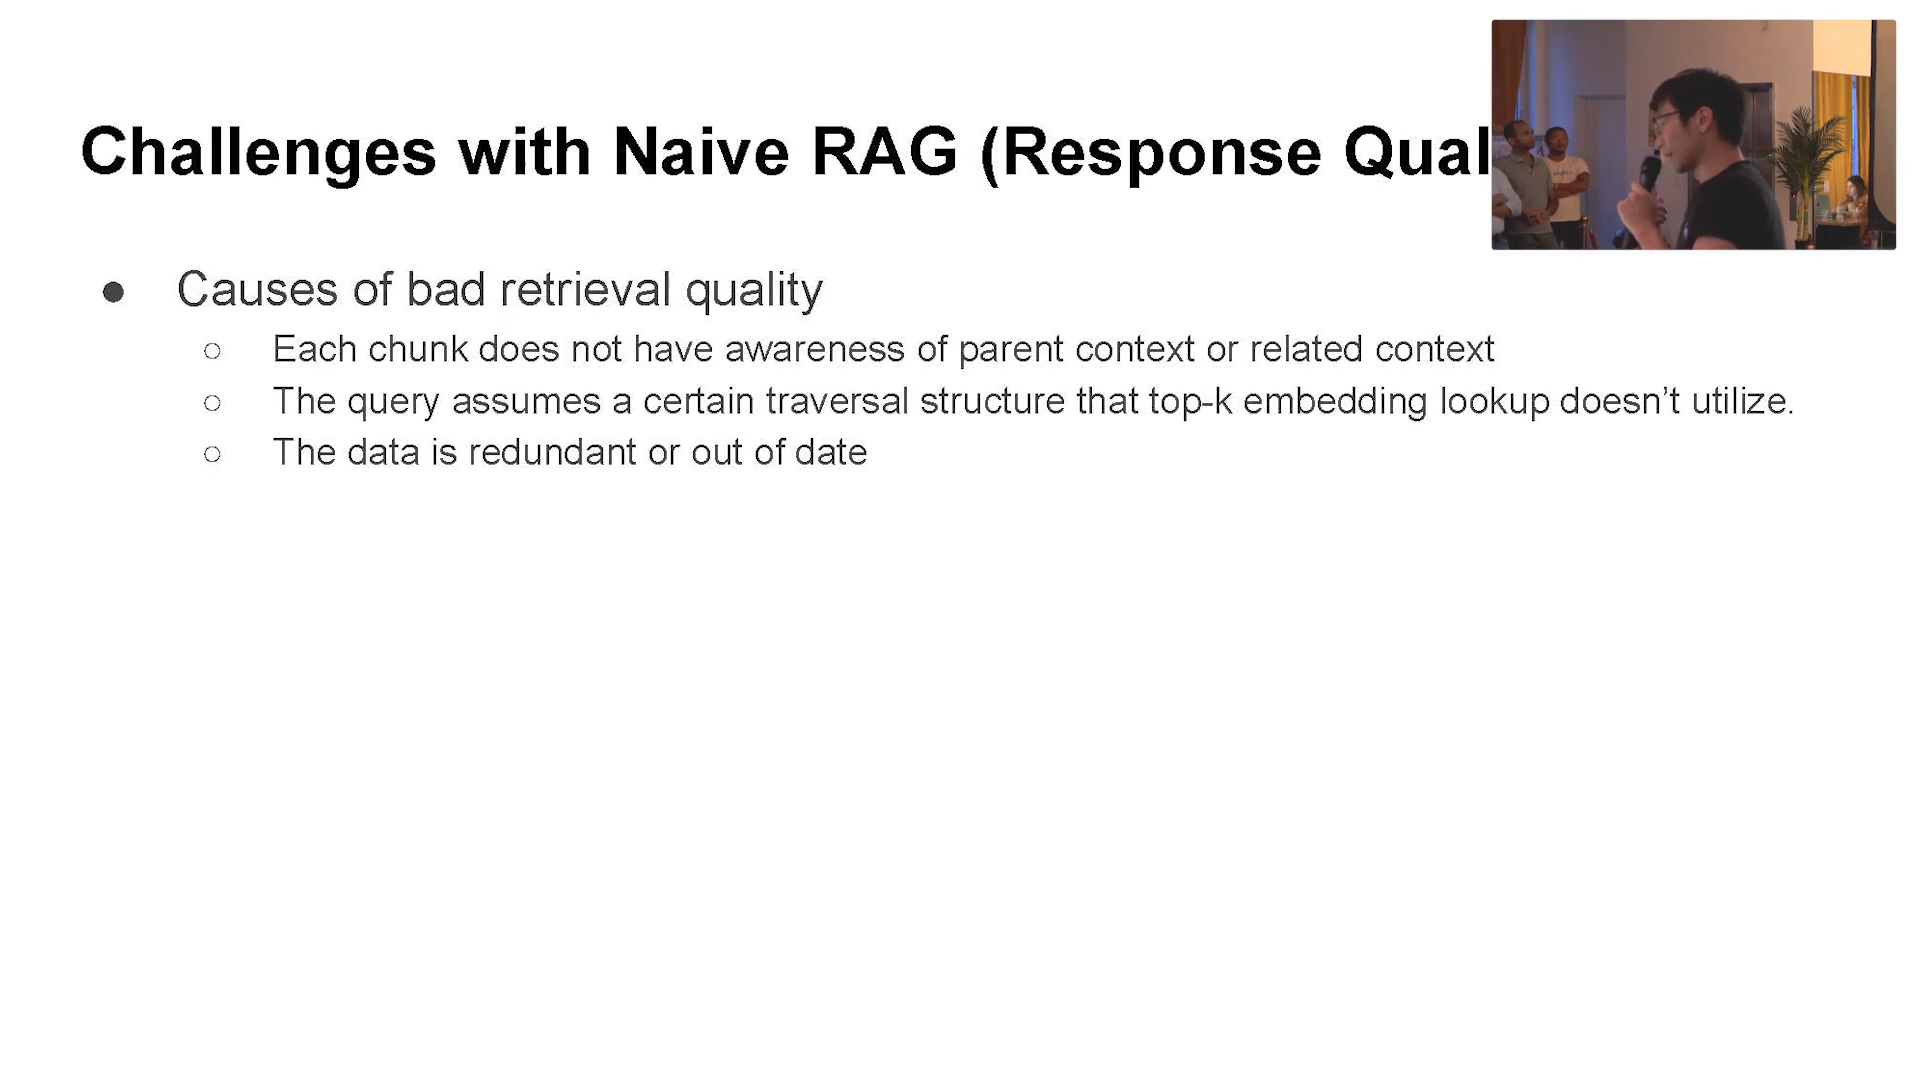 Challenges with Naive RAG (Response Qual
● Causes of bad retrieval quality
○ Each chunk does not have awareness of parent context or related context
○ The query assumes a certain traversal structure that top-k embedding lookup doesn’t utilize.
○ The data is redundant or out of date